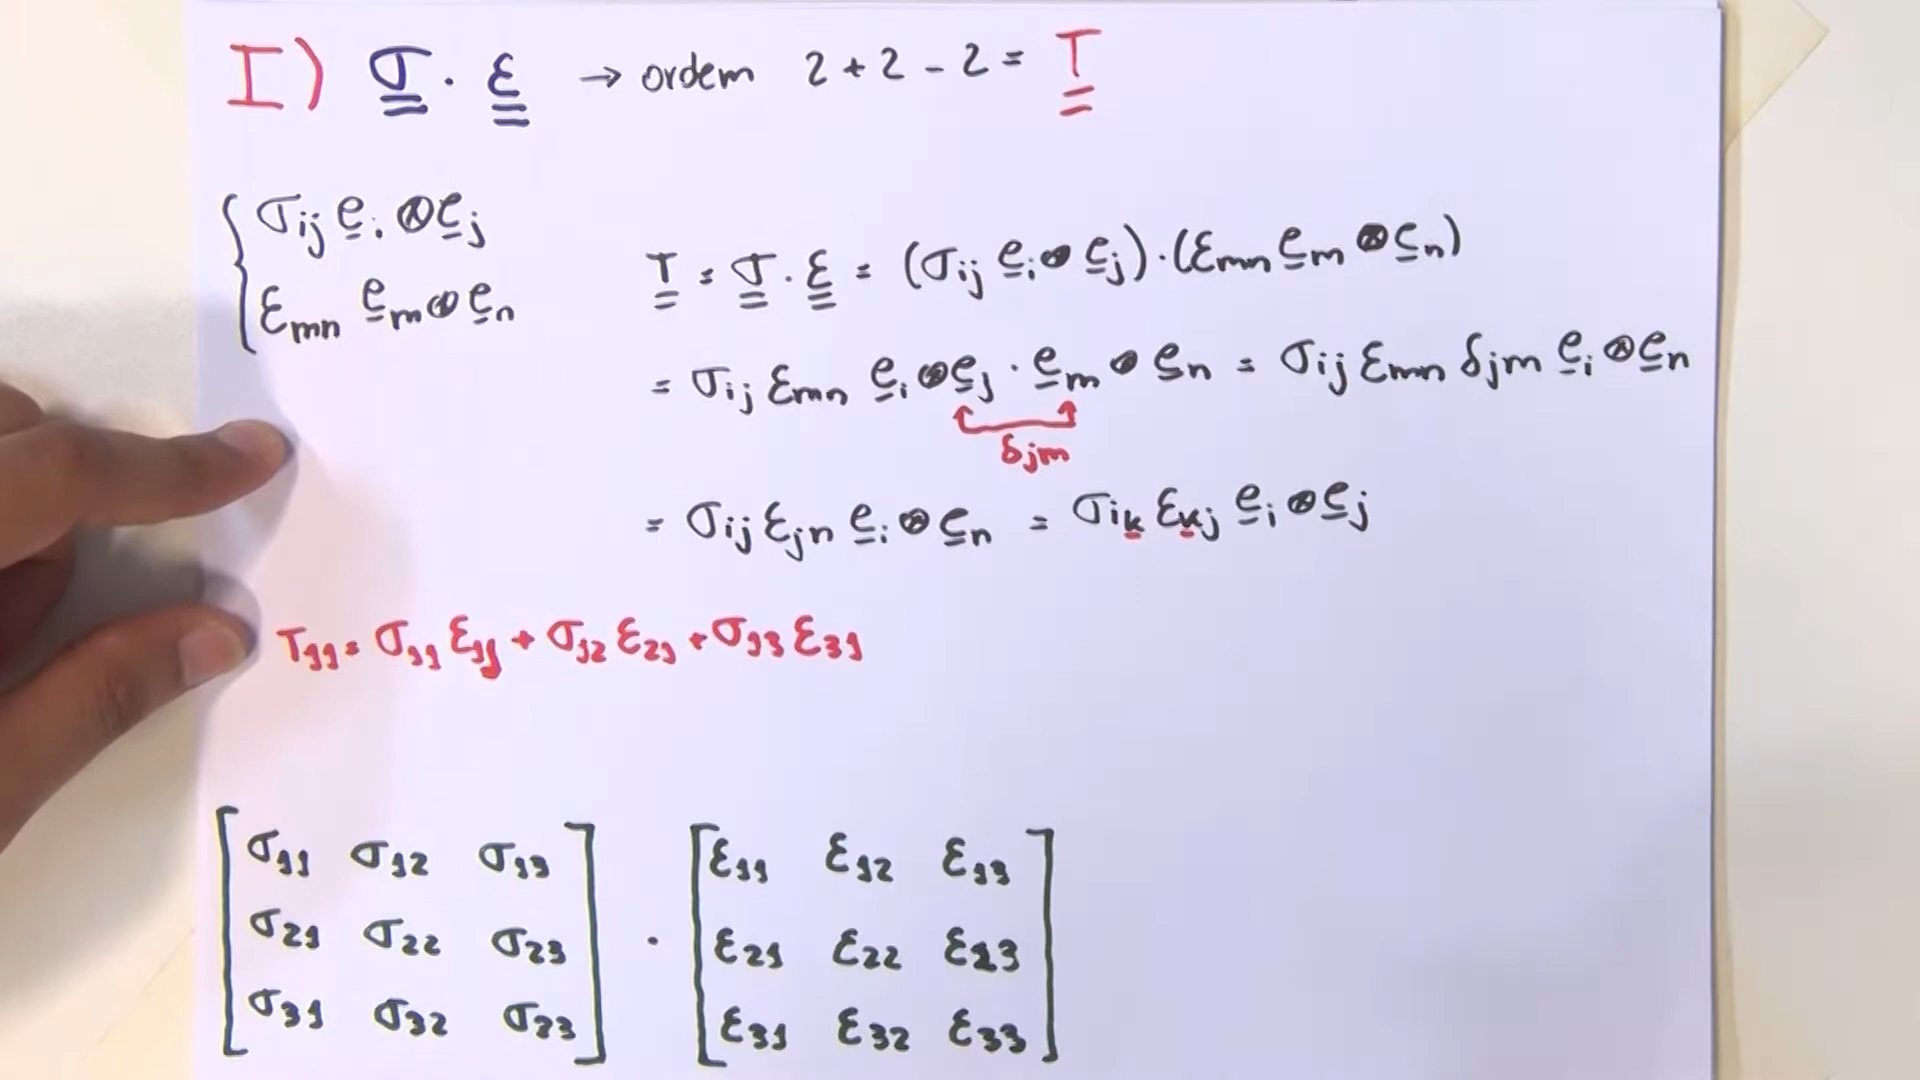 I) σ · ε → ordem 2 + 2 - 2 = T
{ σij ei ⊗ ej
εmn em ⊗ en
T = σ · ε = (σij ei ⊗ ej) · (εmn em ⊗ en)
= σij εmn ei ⊗ ej · em ⊗ en = σij εmn δjm ei ⊗ en
δjm
= σij εjn ei ⊗ en = σik εkj ei ⊗ ej
T11 = σ11 ε11 + σ12 ε21 + σ13 ε31
[ σ11 σ12 σ13 ] · [ ε11 ε12 ε13 ]
[ σ21 σ22 σ23 ] [ ε21 ε22 ε23 ]
[ σ31 σ32 σ33 ] [ ε31 ε32 ε33 ]